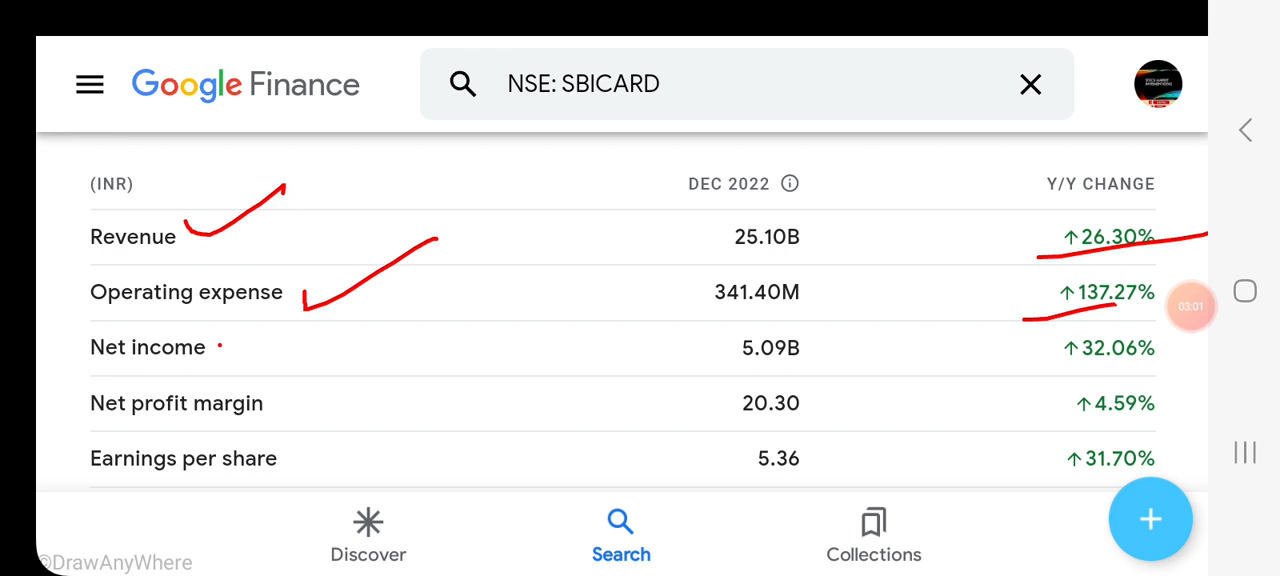 Google Finance NSE: SBICARD
(INR) DEC 2022 Y/Y CHANGE
Revenue 25.10B ↑26.30%
Operating expense 341.40M ↑137.27%
03:01
Net income 5.09B ↑32.06%
Net profit margin 20.30 ↑4.59%
Earnings per share 5.36 ↑31.70%
Discover Search Collections
©DrawAnyWhere